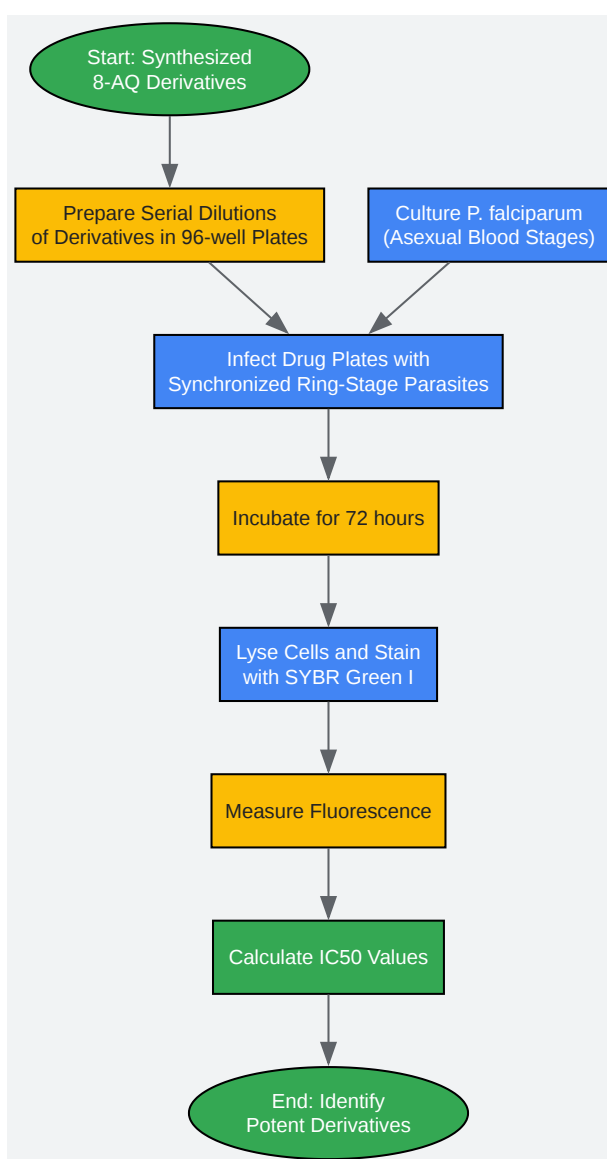 Start: Synthesized
8-AQ Derivatives
Prepare Serial Dilutions
of Derivatives in 96-well Plates
Culture P. falciparum
(Asexual Blood Stages)
Infect Drug Plates with
Synchronized Ring-Stage Parasites
Incubate for 72 hours
Lyse Cells and Stain
with SYBR Green I
Measure Fluorescence
Calculate IC50 Values
End: Identify
Potent Derivatives